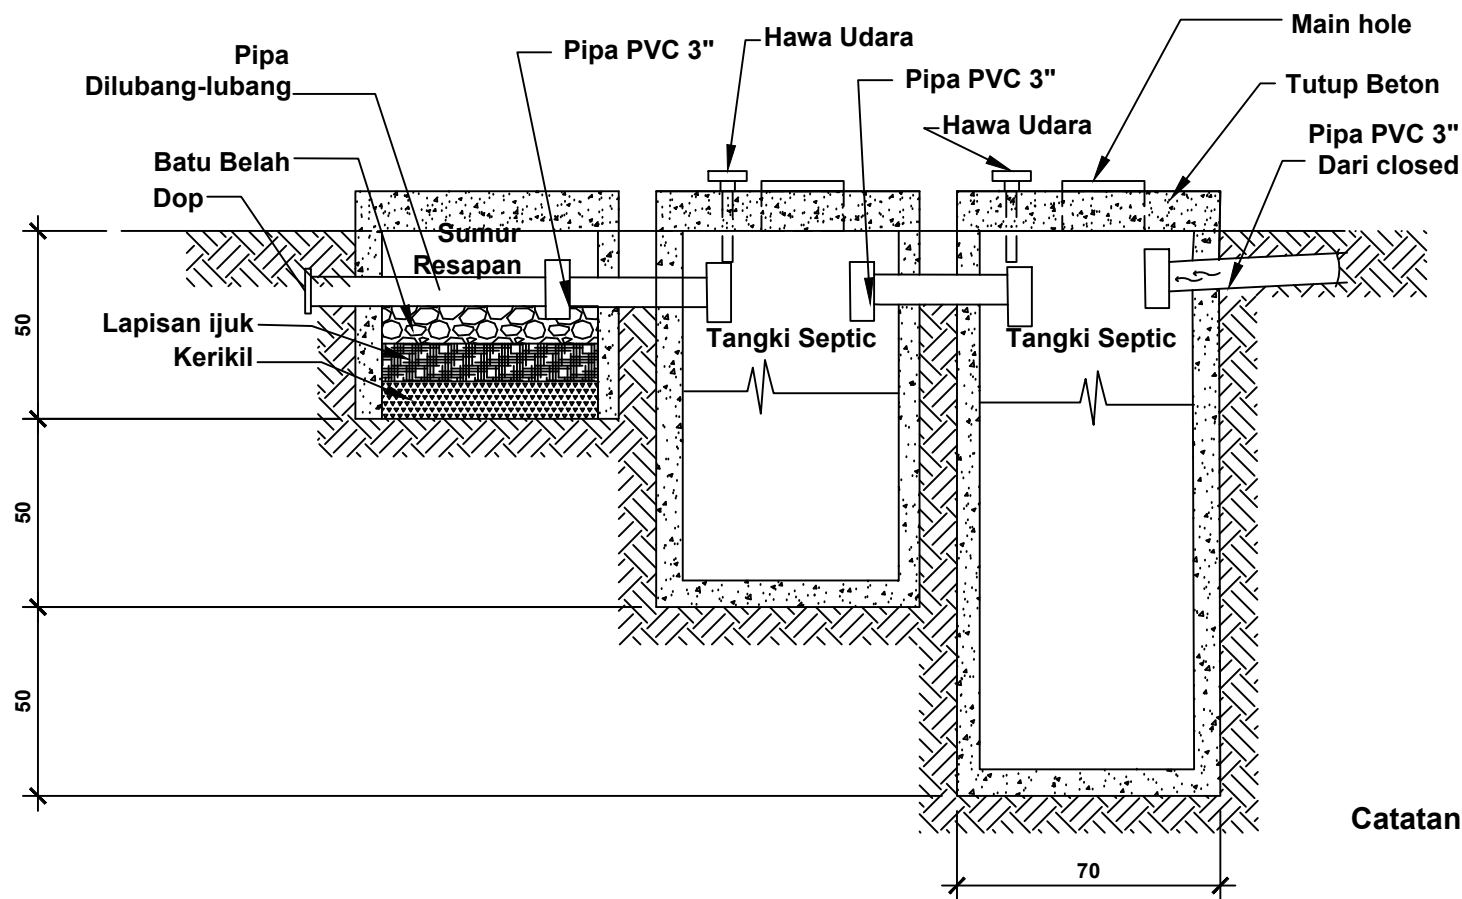 Main hole
Hawa Udara
Pipa PVC 3"
Pipa
Dilubang-lubang
Pipa PVC 3"
Tutup Beton
Hawa Udara
Pipa PVC 3"
Dari closed
Batu Belah
Dop
Sumur
Resapan
Lapisan ijuk
Kerikil
Tangki Septic
Tangki Septic
50
50
50
Catatan
70